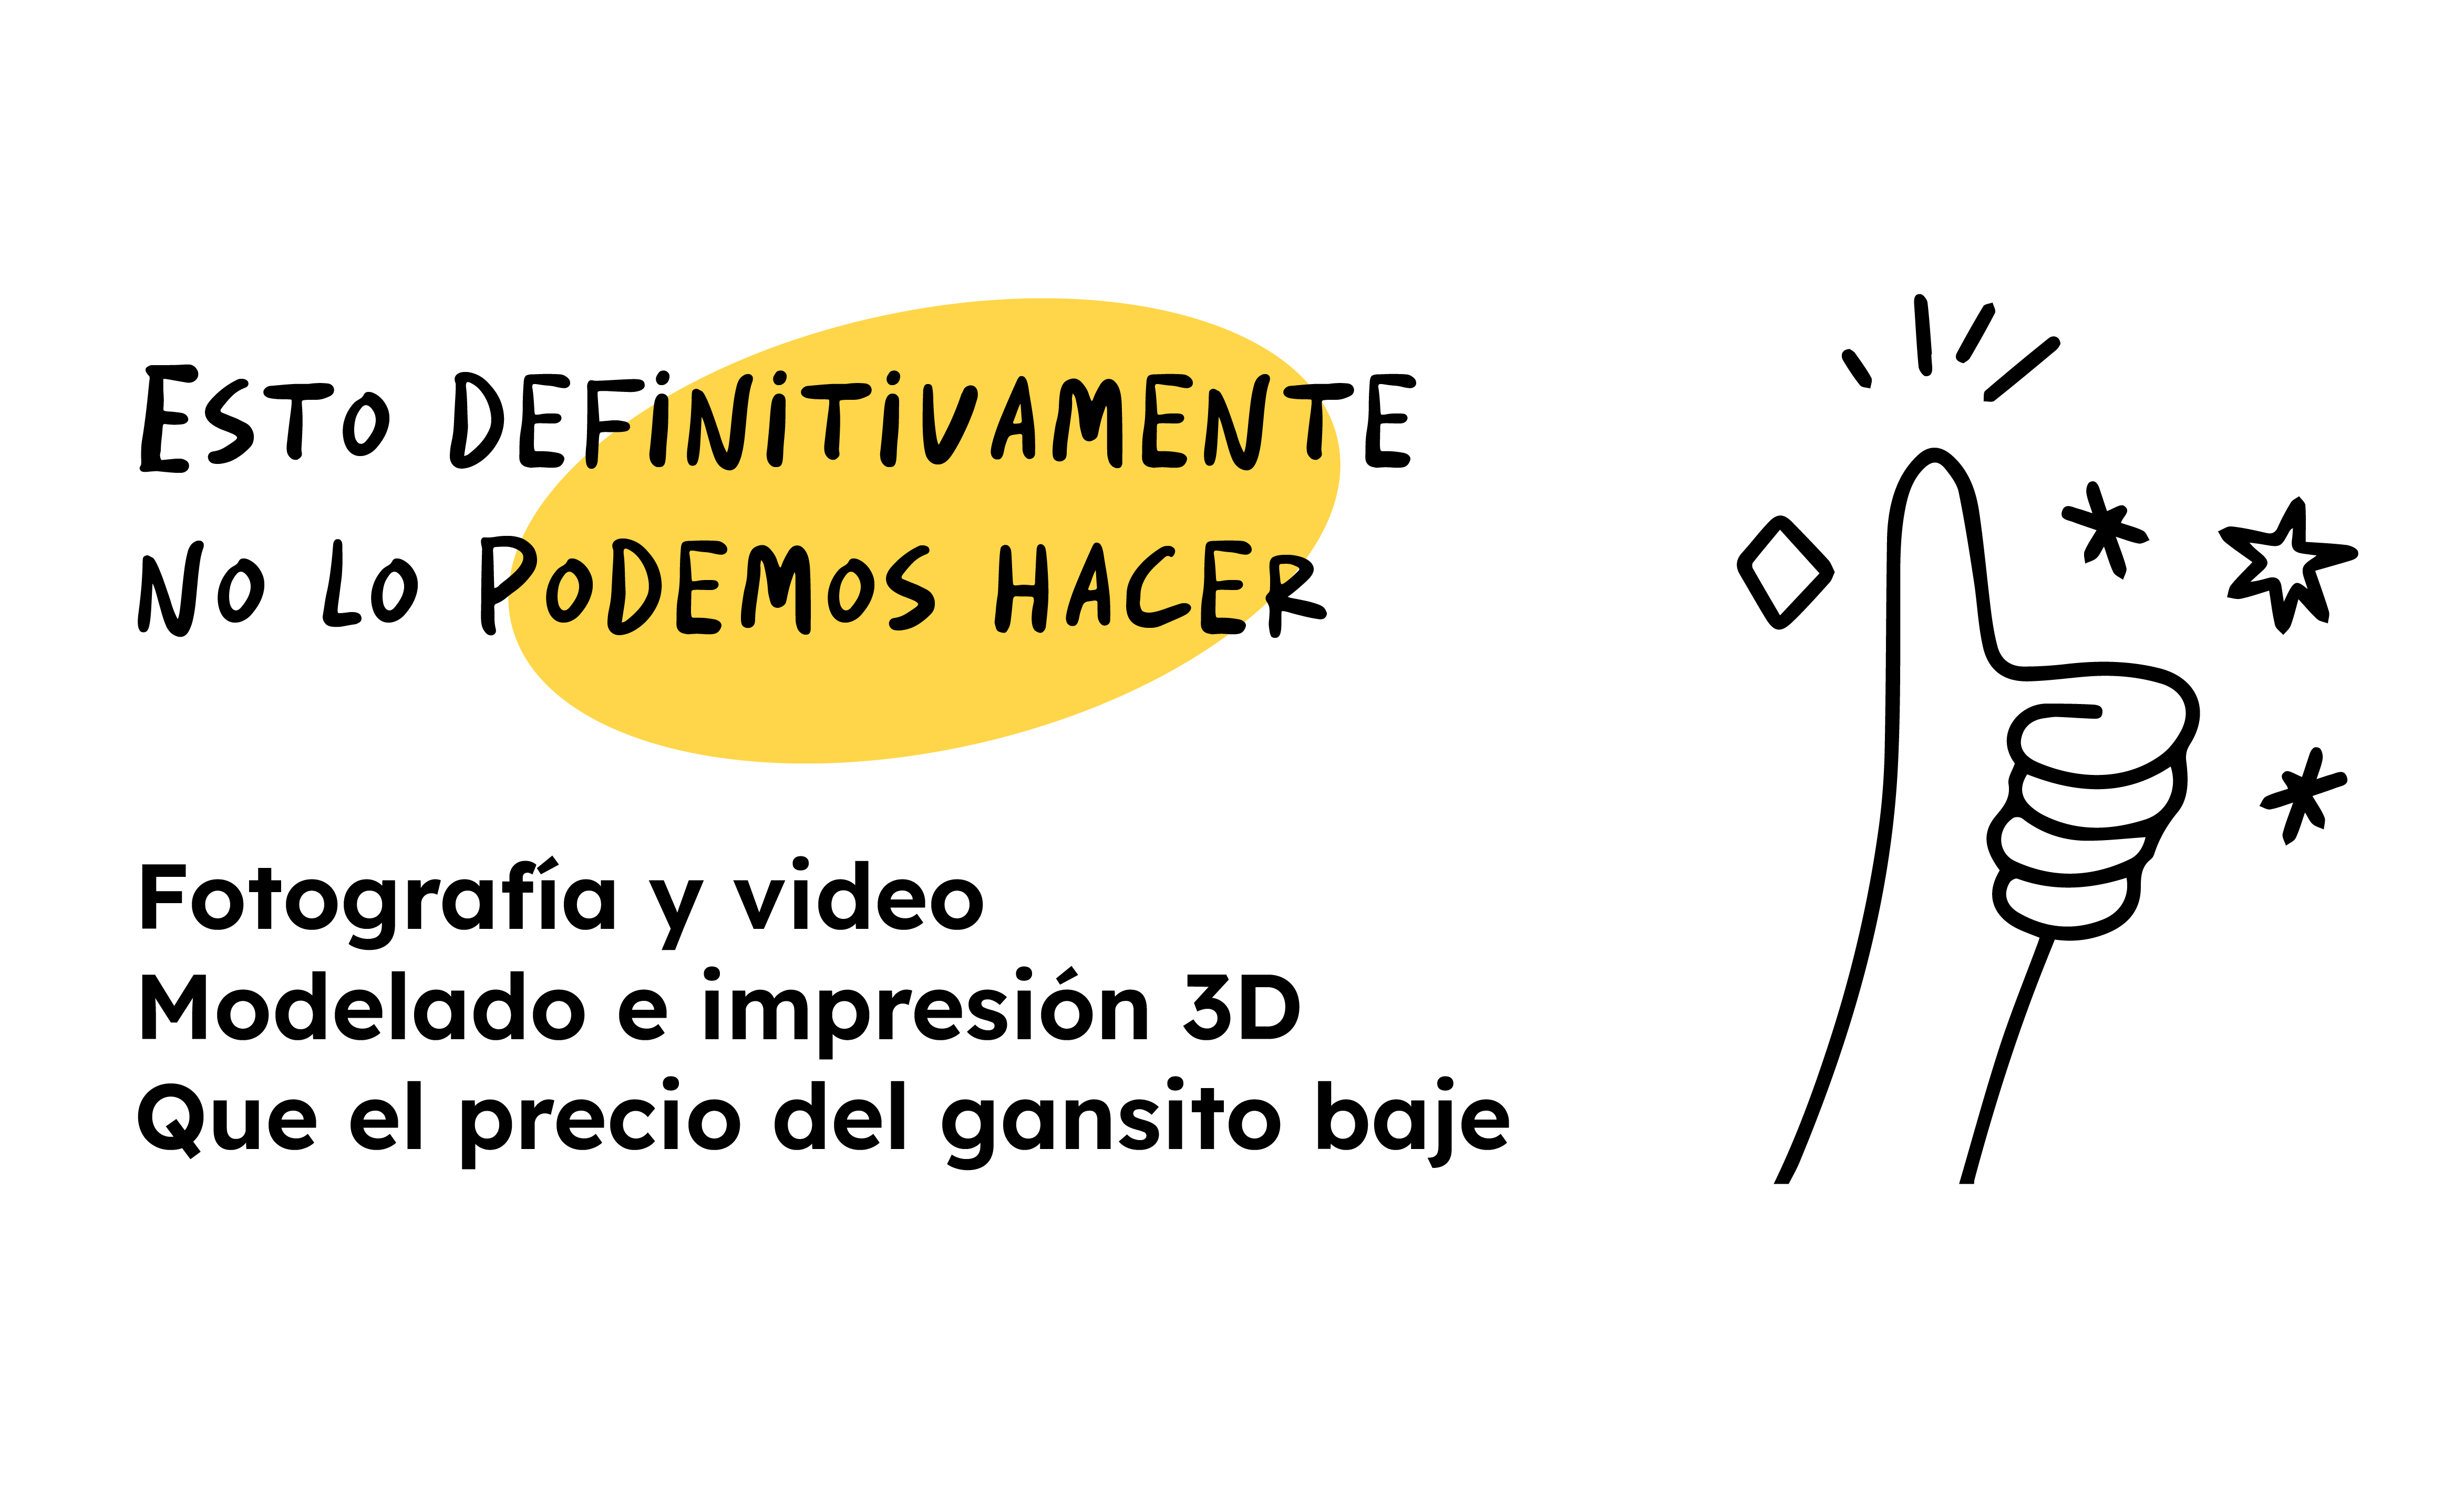 Esto definitivamente
no lo podemos hacer
Fotografía y video
Modelado e impresión 3D
Que el precio del gansito baje